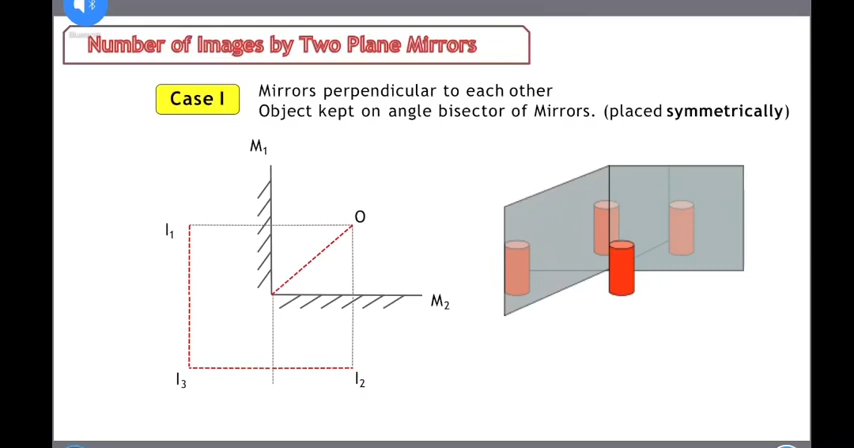 Number of Images by Two Plane Mirrors
Case I
Mirrors perpendicular to each other
Object kept on angle bisector of Mirrors. (placed symmetrically)
M₁
I₁
O
M₂
I₃
I₂